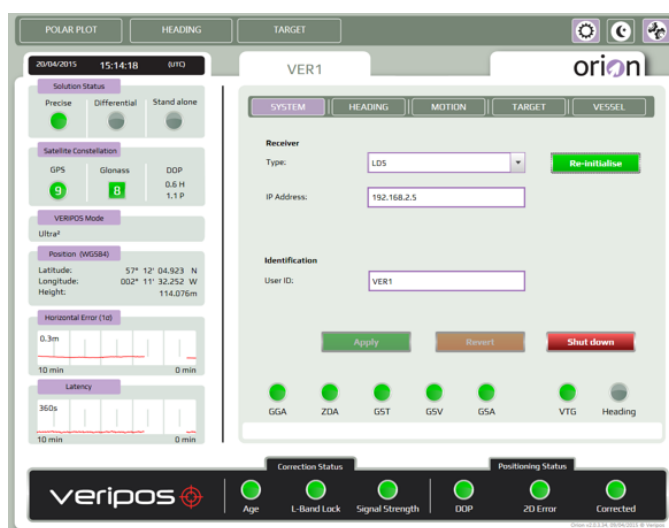 POLAR PLOT
HEADING
TARGET
20/04/2015 15:14:18 (UTC)
VER1
orion
Solution Status
Precise Differential Stand alone
Satellite Constellation
GPS Glonass DOP
9 8 0.6 H
1.1 P
VERIPOS Mode
Ultra²
Position (WGS84)
Latitude: 57° 12' 04.923 N
Longitude: 002° 11' 32.252 W
Height: 114.076m
Horizontal Error (1σ)
0.3m
10 min 0 min
Latency
360s
10 min 0 min
SYSTEM HEADING MOTION TARGET VESSEL
Receiver
Type: LD5 Re-initialise
IP Address: 192.168.2.5
Identification
User ID: VER1
Apply Revert Shut down
GGA ZDA GST GSV GSA VTG Heading
veripos
Correction Status
Age L-Band Lock Signal Strength
Positioning Status
DOP 2D Error Corrected